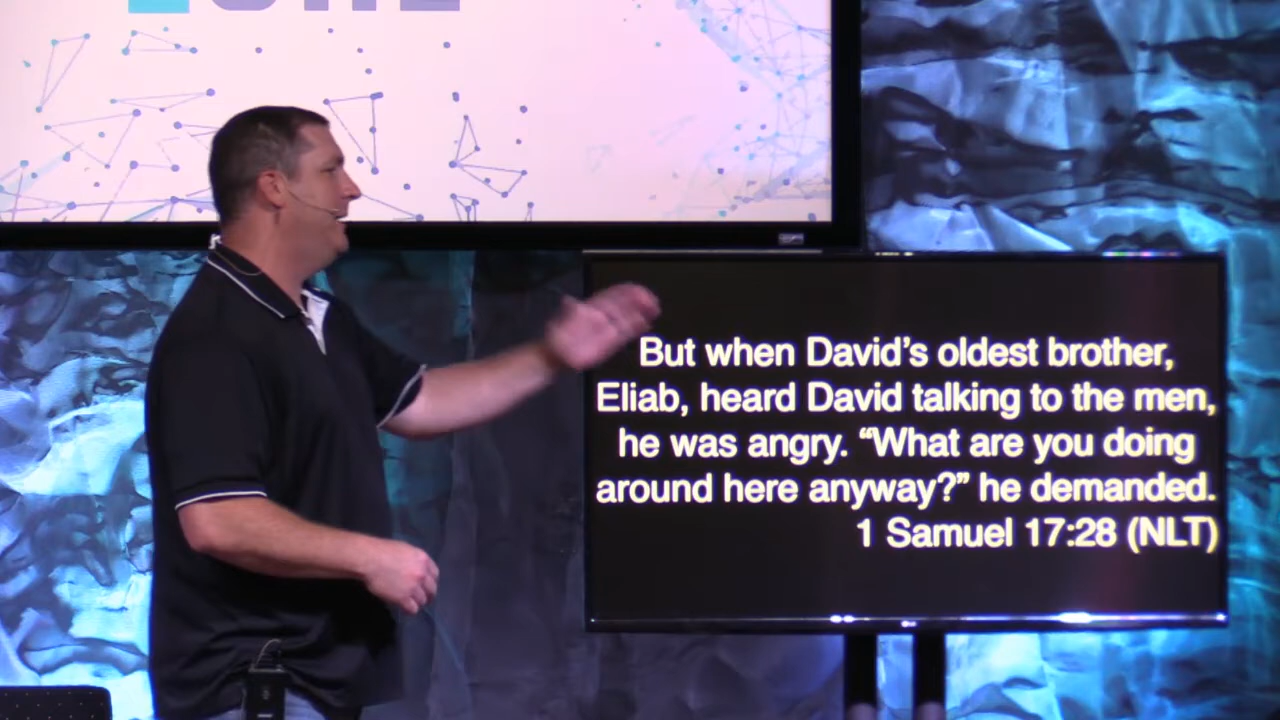 But when David’s oldest brother,
Eliab, heard David talking to the men,
he was angry. “What are you doing
around here anyway?” he demanded.
1 Samuel 17:28 (NLT)